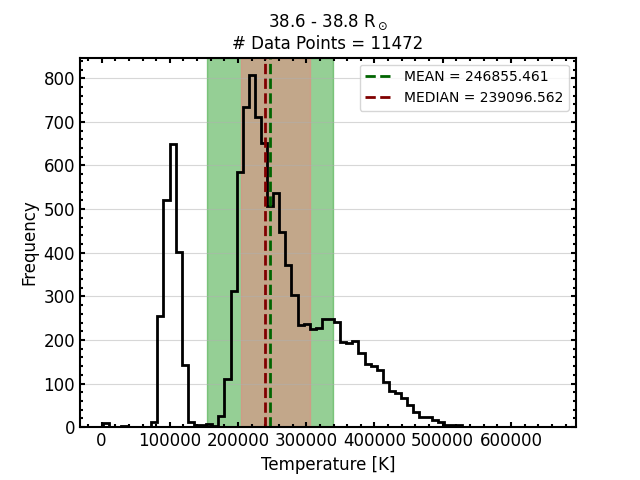 38.6 - 38.8 R⊙
# Data Points = 11472
MEAN = 246855.461
MEDIAN = 239096.562
Frequency
800
700
600
500
400
300
200
100
0
0 100000 200000 300000 400000 500000 600000
Temperature [K]